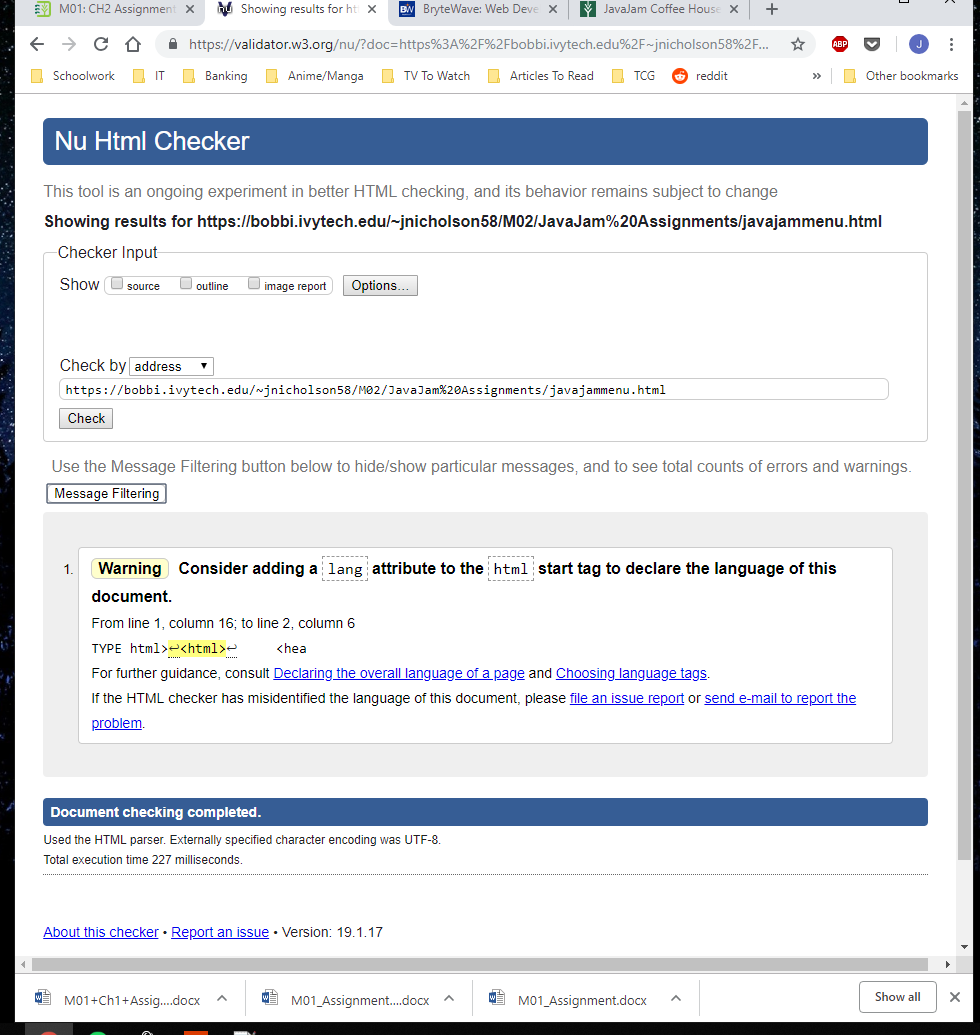 M01: CH2 Assignment
Showing results for ht
BW BryteWave: Web Deve
JavaJam Coffee House
https://validator.w3.org/nu/?doc=https%3A%2F%2Fbobbi.ivytech.edu%2F~jnicholson58%2F...
ABP
J
Schoolwork IT Banking Anime/Manga TV To Watch Articles To Read TCG reddit » Other bookmarks
Nu Html Checker
This tool is an ongoing experiment in better HTML checking, and its behavior remains subject to change
Showing results for https://bobbi.ivytech.edu/~jnicholson58/M02/JavaJam%20Assignments/javajammenu.html
Checker Input
Show source outline image report Options...
Check by address
https://bobbi.ivytech.edu/~jnicholson58/M02/JavaJam%20Assignments/javajammenu.html
Check
Use the Message Filtering button below to hide/show particular messages, and to see total counts of errors and warnings.
Message Filtering
1. Warning Consider adding a lang attribute to the html start tag to declare the language of this
document.
From line 1, column 16; to line 2, column 6
TYPE html>↩<html>↩ <hea
For further guidance, consult Declaring the overall language of a page and Choosing language tags.
If the HTML checker has misidentified the language of this document, please file an issue report or send e-mail to report the
problem.
Document checking completed.
Used the HTML parser. Externally specified character encoding was UTF-8.
Total execution time 227 milliseconds.
About this checker • Report an issue • Version: 19.1.17
M01+Ch1+Assig....docx M01_Assignment....docx M01_Assignment.docx Show all